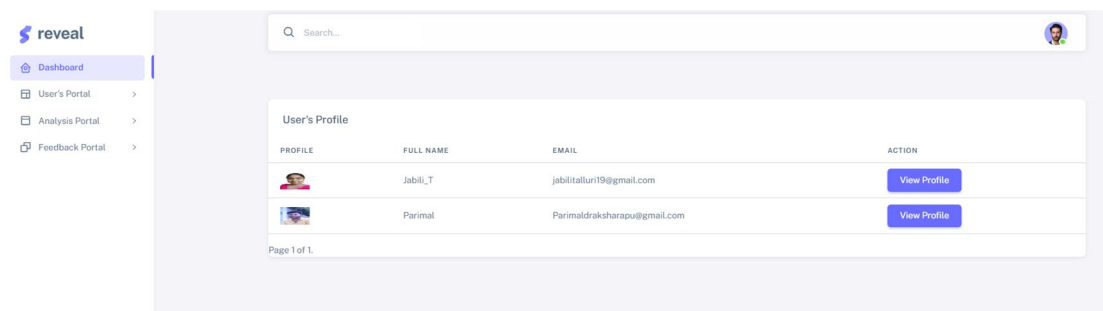 reveal
Search...
Dashboard
User's Portal
Analysis Portal
Feedback Portal
User's Profile
PROFILE FULL NAME EMAIL ACTION
Jabili_T jabilitalluri19@gmail.com View Profile
Parimal Parimaldraksharapu@gmail.com View Profile
Page 1 of 1.